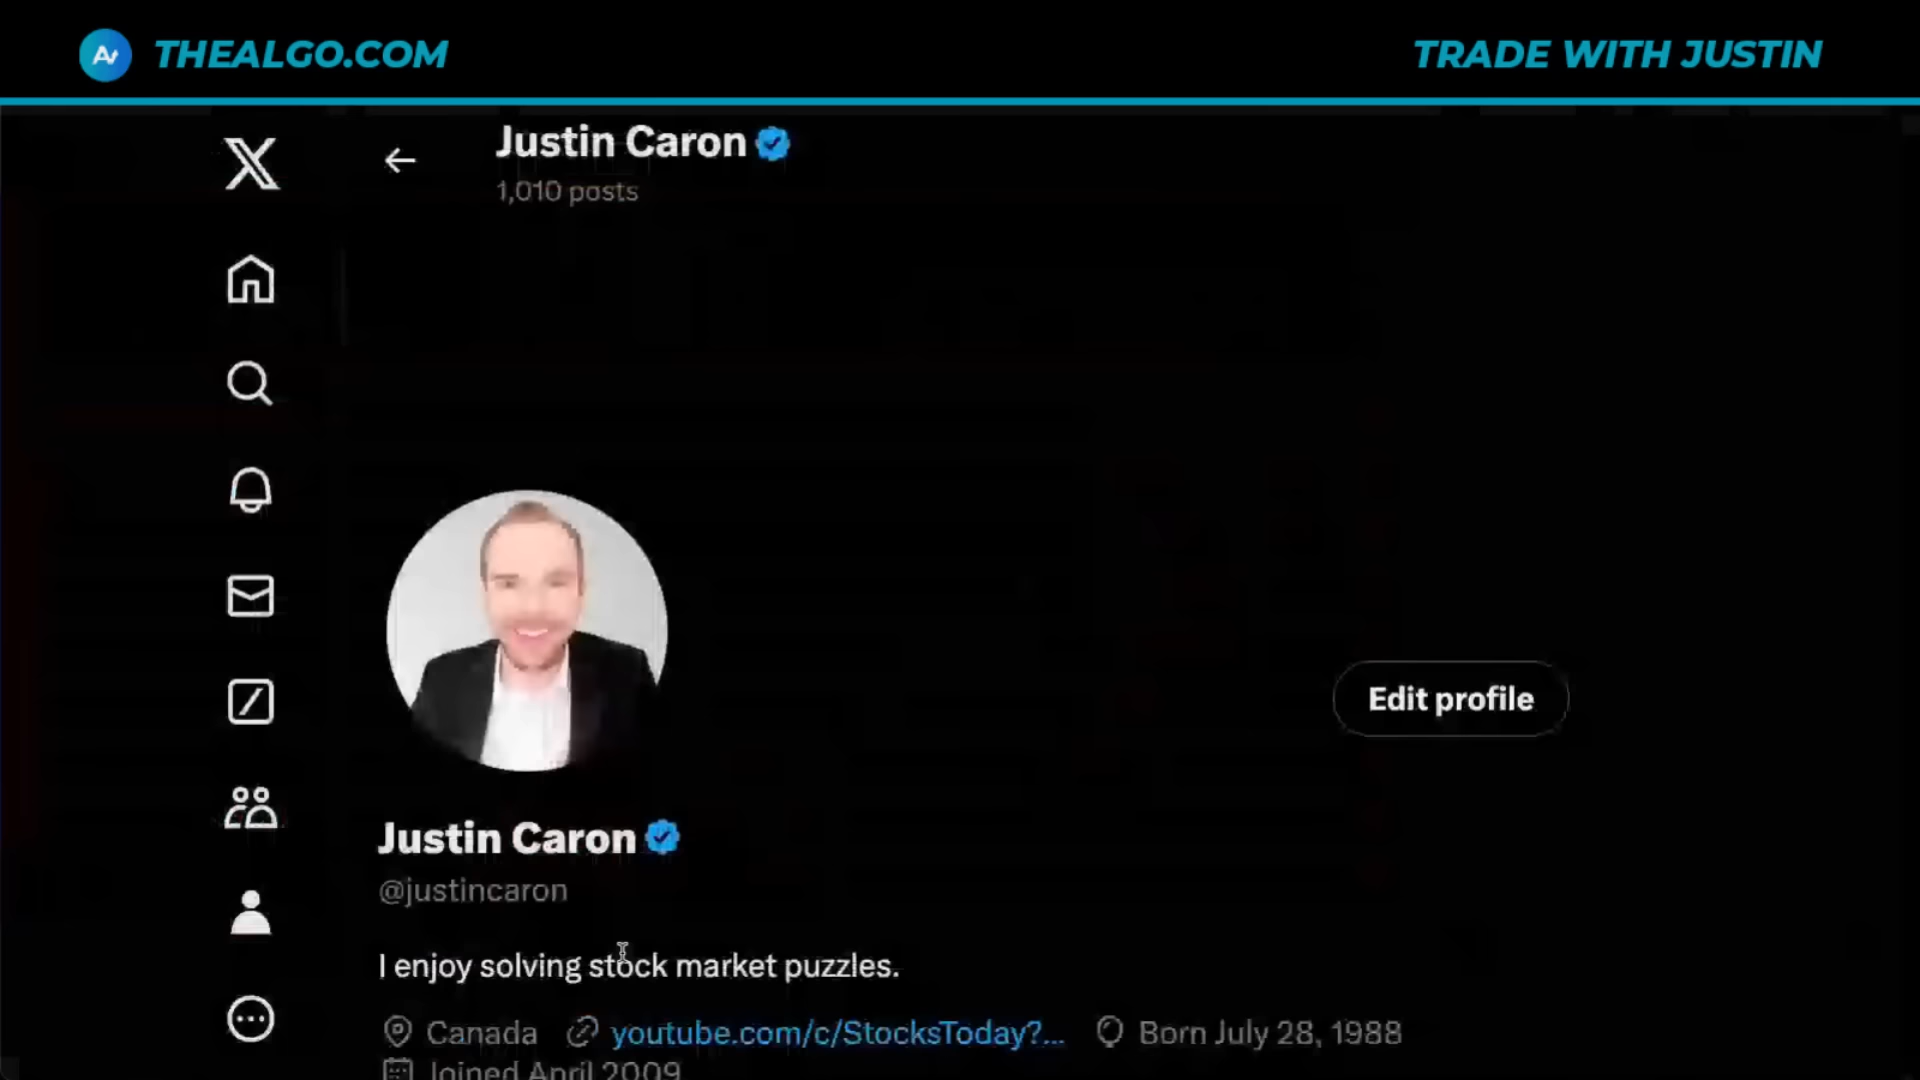 THEALGO.COM
TRADE WITH JUSTIN
Justin Caron
1,010 posts
Edit profile
Justin Caron
@justincaron
I enjoy solving stock market puzzles.
Canada youtube.com/c/StocksToday?... Born July 28, 1988
Joined April 2009